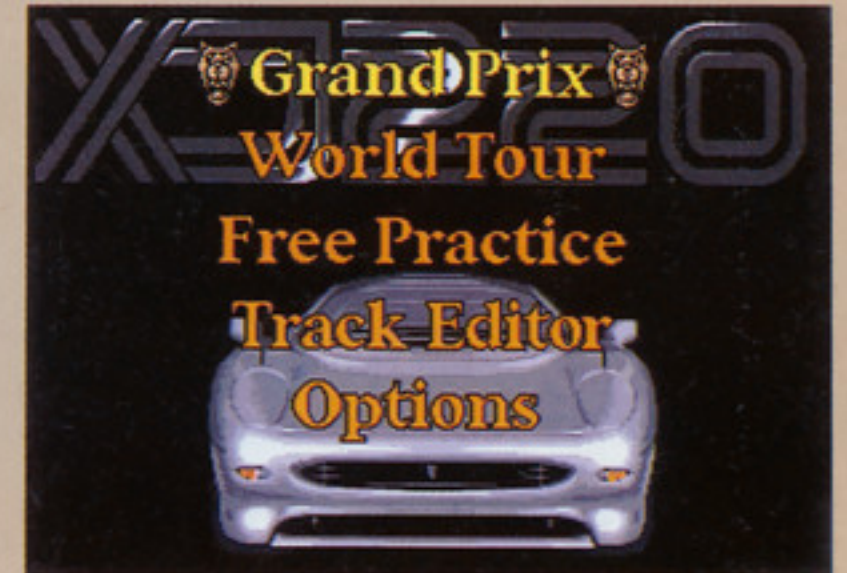 XJ220
Grand Prix
World Tour
Free Practice
Track Editor
Options